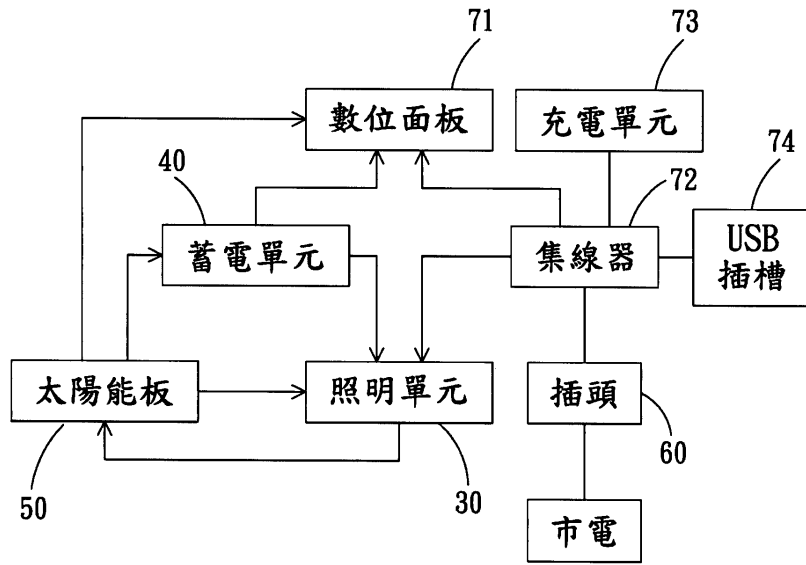 71
73
數位面板
充電單元
40
72
74
蓄電單元
集線器
USB
插槽
太陽能板
照明單元
插頭
50
30
60
市電